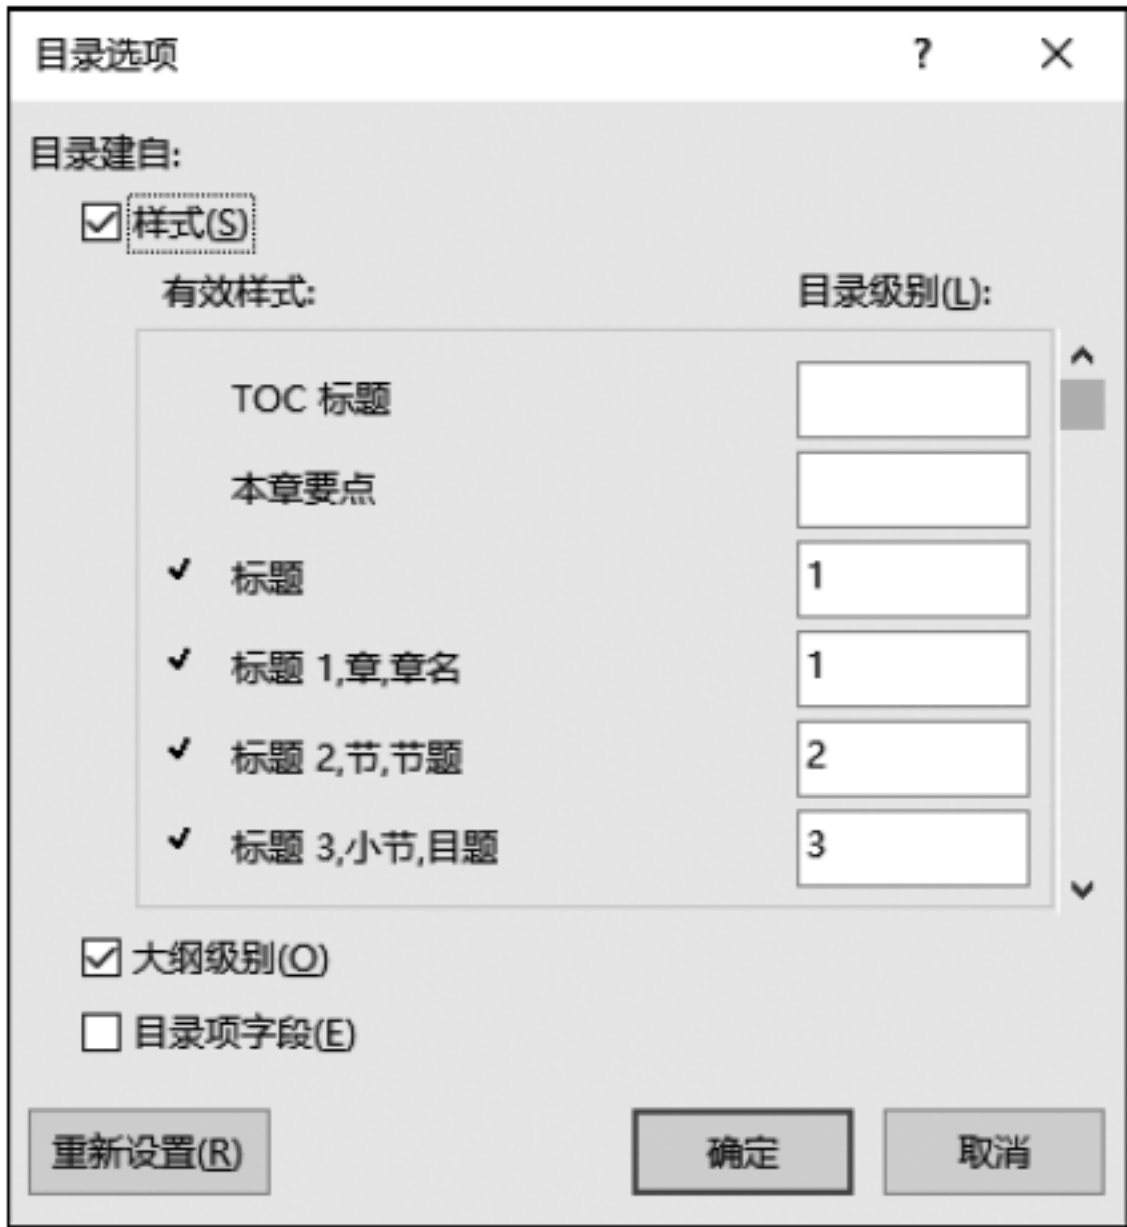 目录选项 ?
目录建自:
样式(S)
有效样式: 目录级别(L):
TOC 标题
本章要点
标题 1
标题 1,章,章名 1
标题 2,节,节题 2
标题 3,小节,目题 3
大纲级别(O)
目录项字段(E)
重新设置(R) 确定 取消